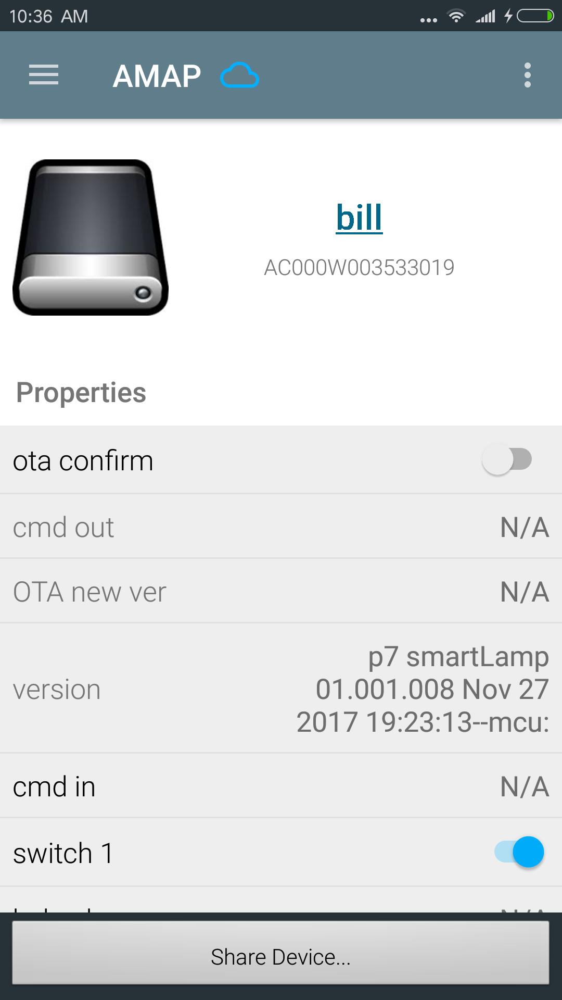 10:36 AM
AMAP
bill
AC000W003533019
Properties
ota confirm
cmd out N/A
OTA new ver N/A
version p7 smartLamp
01.001.008 Nov 27
2017 19:23:13--mcu:
cmd in N/A
switch 1
N/A
Share Device...